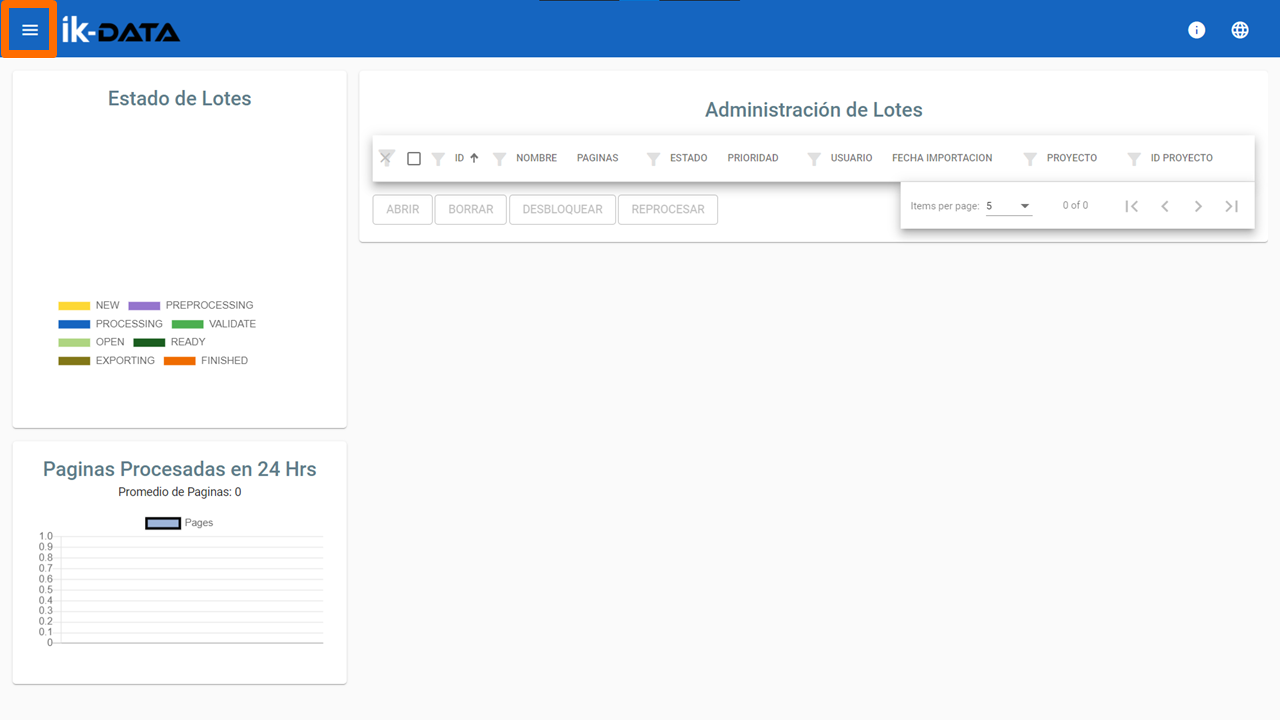 ik-DATA
Estado de Lotes
NEW PREPROCESSING
PROCESSING VALIDATE
OPEN READY
EXPORTING FINISHED
Paginas Procesadas en 24 Hrs
Promedio de Paginas: 0
Pages
1.0
0.9
0.8
0.7
0.6
0.5
0.4
0.3
0.2
0.1
0
Administración de Lotes
ID NOMBRE PAGINAS ESTADO PRIORIDAD USUARIO FECHA IMPORTACION PROYECTO ID PROYECTO
ABRIR BORRAR DESBLOQUEAR REPROCESAR
Items per page: 5 0 of 0